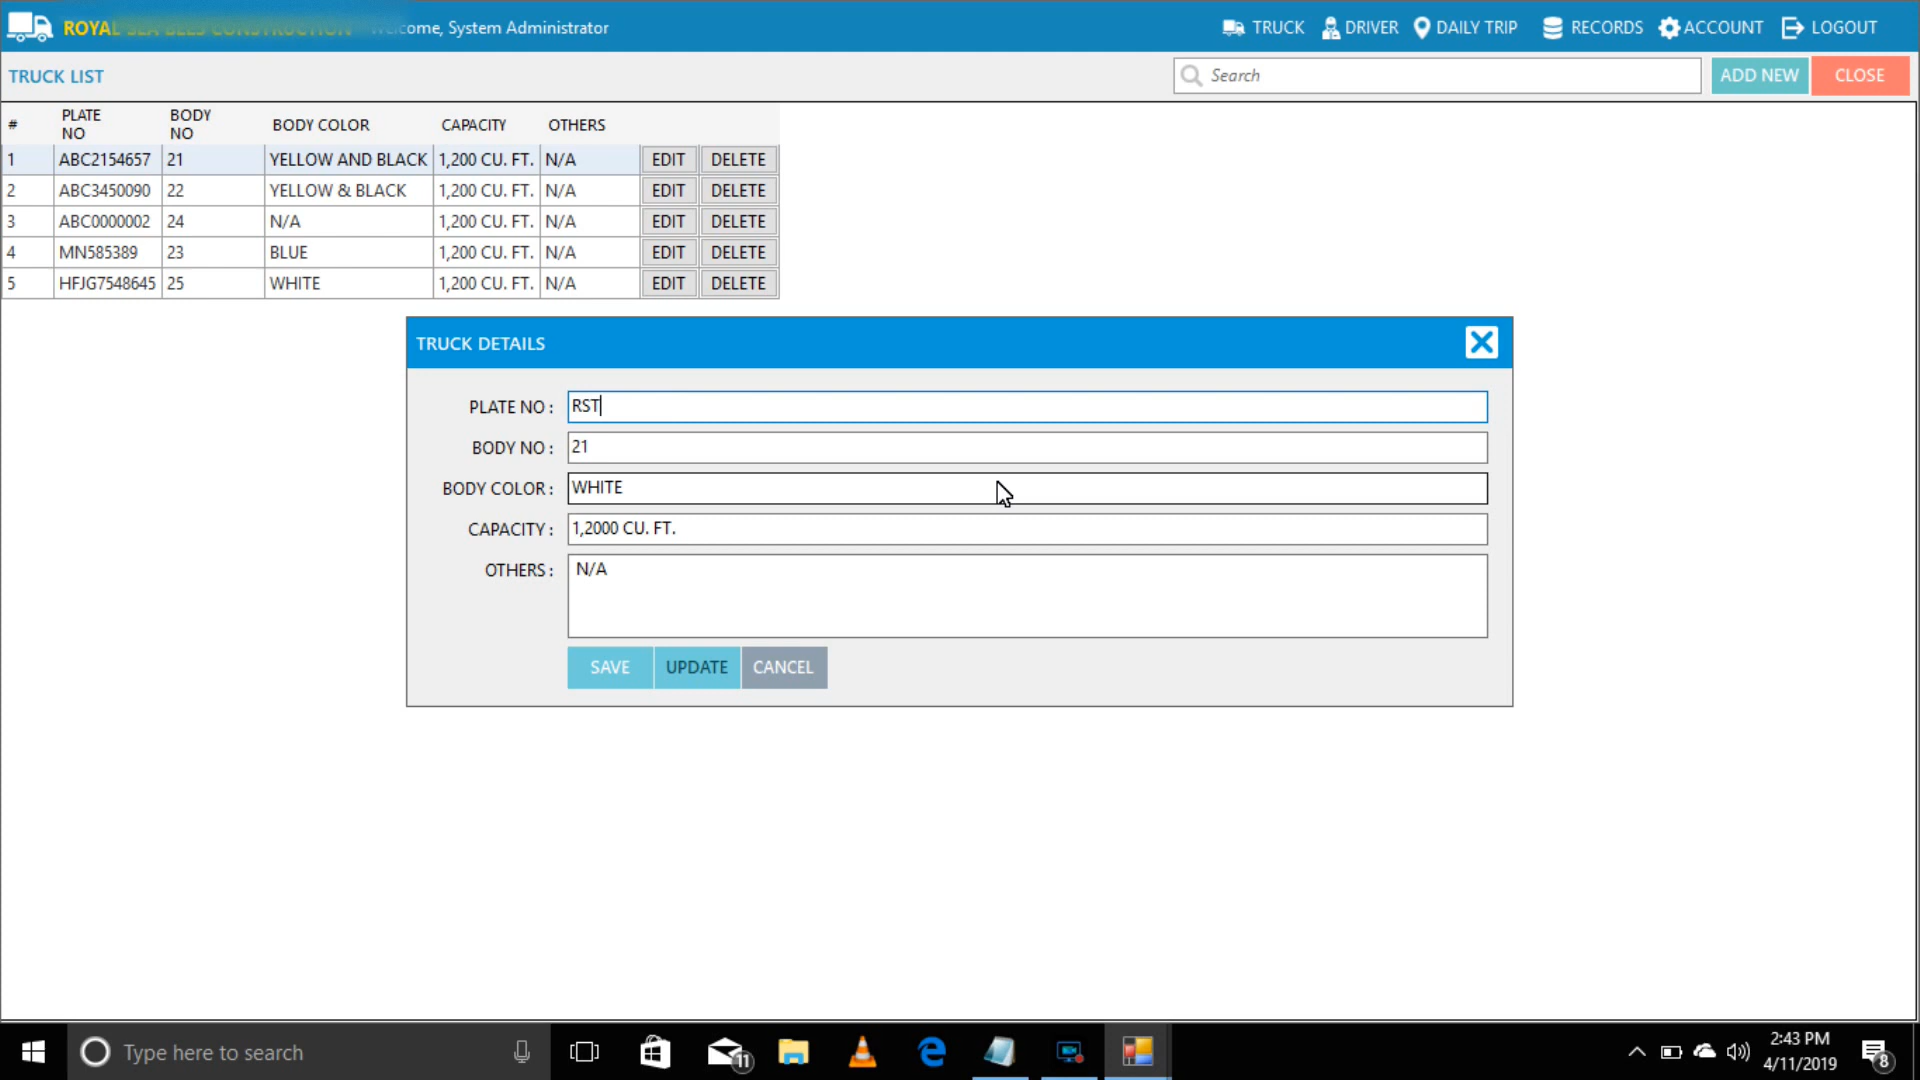 ROYAL SEA BEES CONSTRUCTION come, System Administrator
TRUCK DRIVER DAILY TRIP RECORDS ACCOUNT LOGOUT
TRUCK LIST
Search ADD NEW CLOSE
# PLATE NO BODY NO BODY COLOR CAPACITY OTHERS
1 ABC2154657 21 YELLOW AND BLACK 1,200 CU. FT. N/A EDIT DELETE
2 ABC3450090 22 YELLOW & BLACK 1,200 CU. FT. N/A EDIT DELETE
3 ABC0000002 24 N/A 1,200 CU. FT. N/A EDIT DELETE
4 MN585389 23 BLUE 1,200 CU. FT. N/A EDIT DELETE
5 HFJG7548645 25 WHITE 1,200 CU. FT. N/A EDIT DELETE
TRUCK DETAILS
PLATE NO : RST
BODY NO : 21
BODY COLOR : WHITE
CAPACITY : 1,2000 CU. FT.
OTHERS : N/A
SAVE UPDATE CANCEL
Type here to search
11
2:43 PM
4/11/2019
8